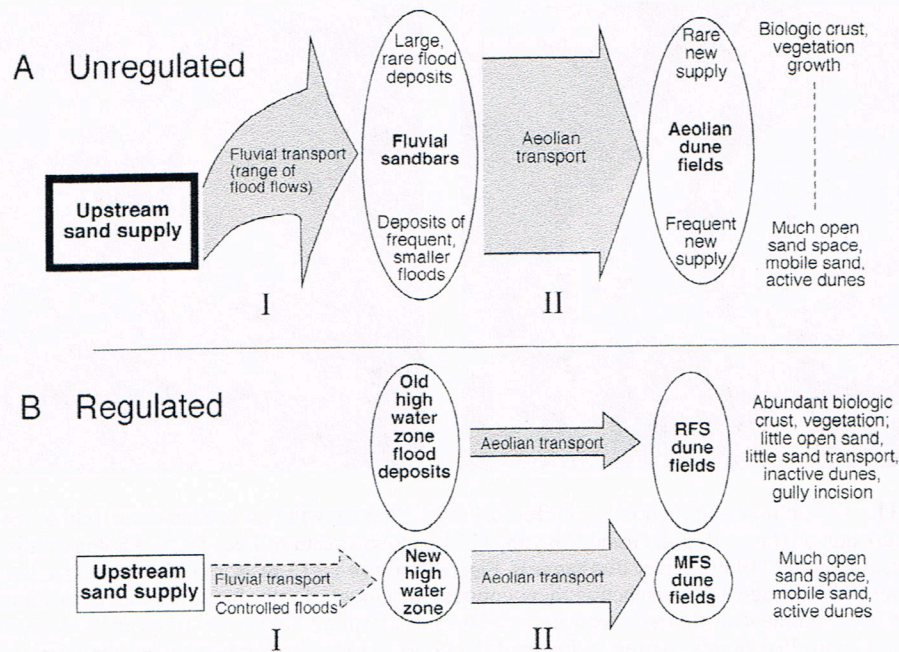 A Unregulated
Upstream
sand supply
Fluvial transport
(range of
flood flows)
I
Large,
rare flood
deposits
Fluvial
sandbars
Deposits of
frequent,
smaller
floods
Aeolian
transport
II
Rare
new
supply
Aeolian
dune
fields
Frequent
new
supply
Biologic crust,
vegetation
growth
Much open
sand space,
mobile sand,
active dunes
B Regulated
Old
high
water
zone
flood
deposits
Aeolian transport
RFS
dune
fields
Abundant biologic
crust, vegetation;
little open sand,
little sand transport,
inactive dunes,
gully incision
Upstream
sand supply
Fluvial transport
Controlled floods
I
New
high
water
zone
Aeolian transport
II
MFS
dune
fields
Much open
sand space,
mobile sand,
active dunes